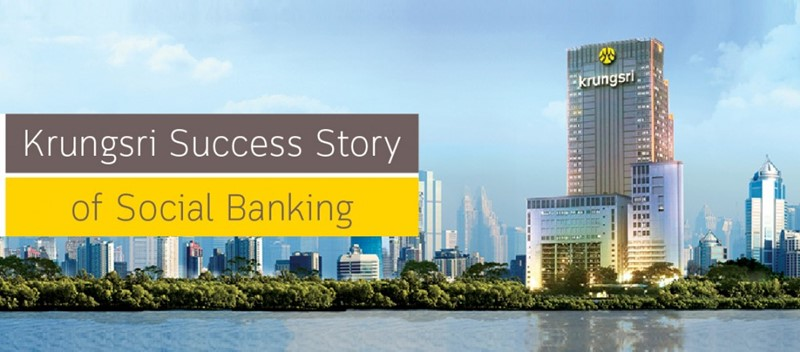 krungsri
Krungsri Success Story
of Social Banking